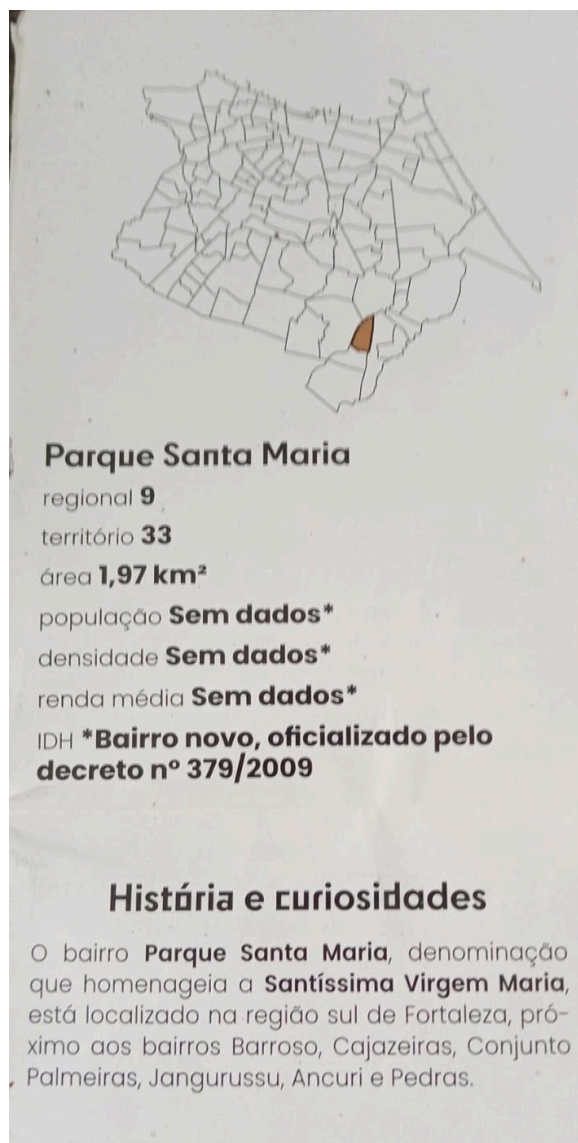 Parque Santa Maria
regional 9
território 33
área 1,97 km²
população Sem dados*
densidade Sem dados*
renda média Sem dados*
IDH *Bairro novo, oficializado pelo
decreto nº 379/2009
História e curiosidades
O bairro Parque Santa Maria, denominação
que homenageia a Santíssima Virgem Maria,
está localizado na região sul de Fortaleza, pró-
ximo aos bairros Barroso, Cajazeiras, Conjunto
Palmeiras, Jangurussu, Ancuri e Pedras.